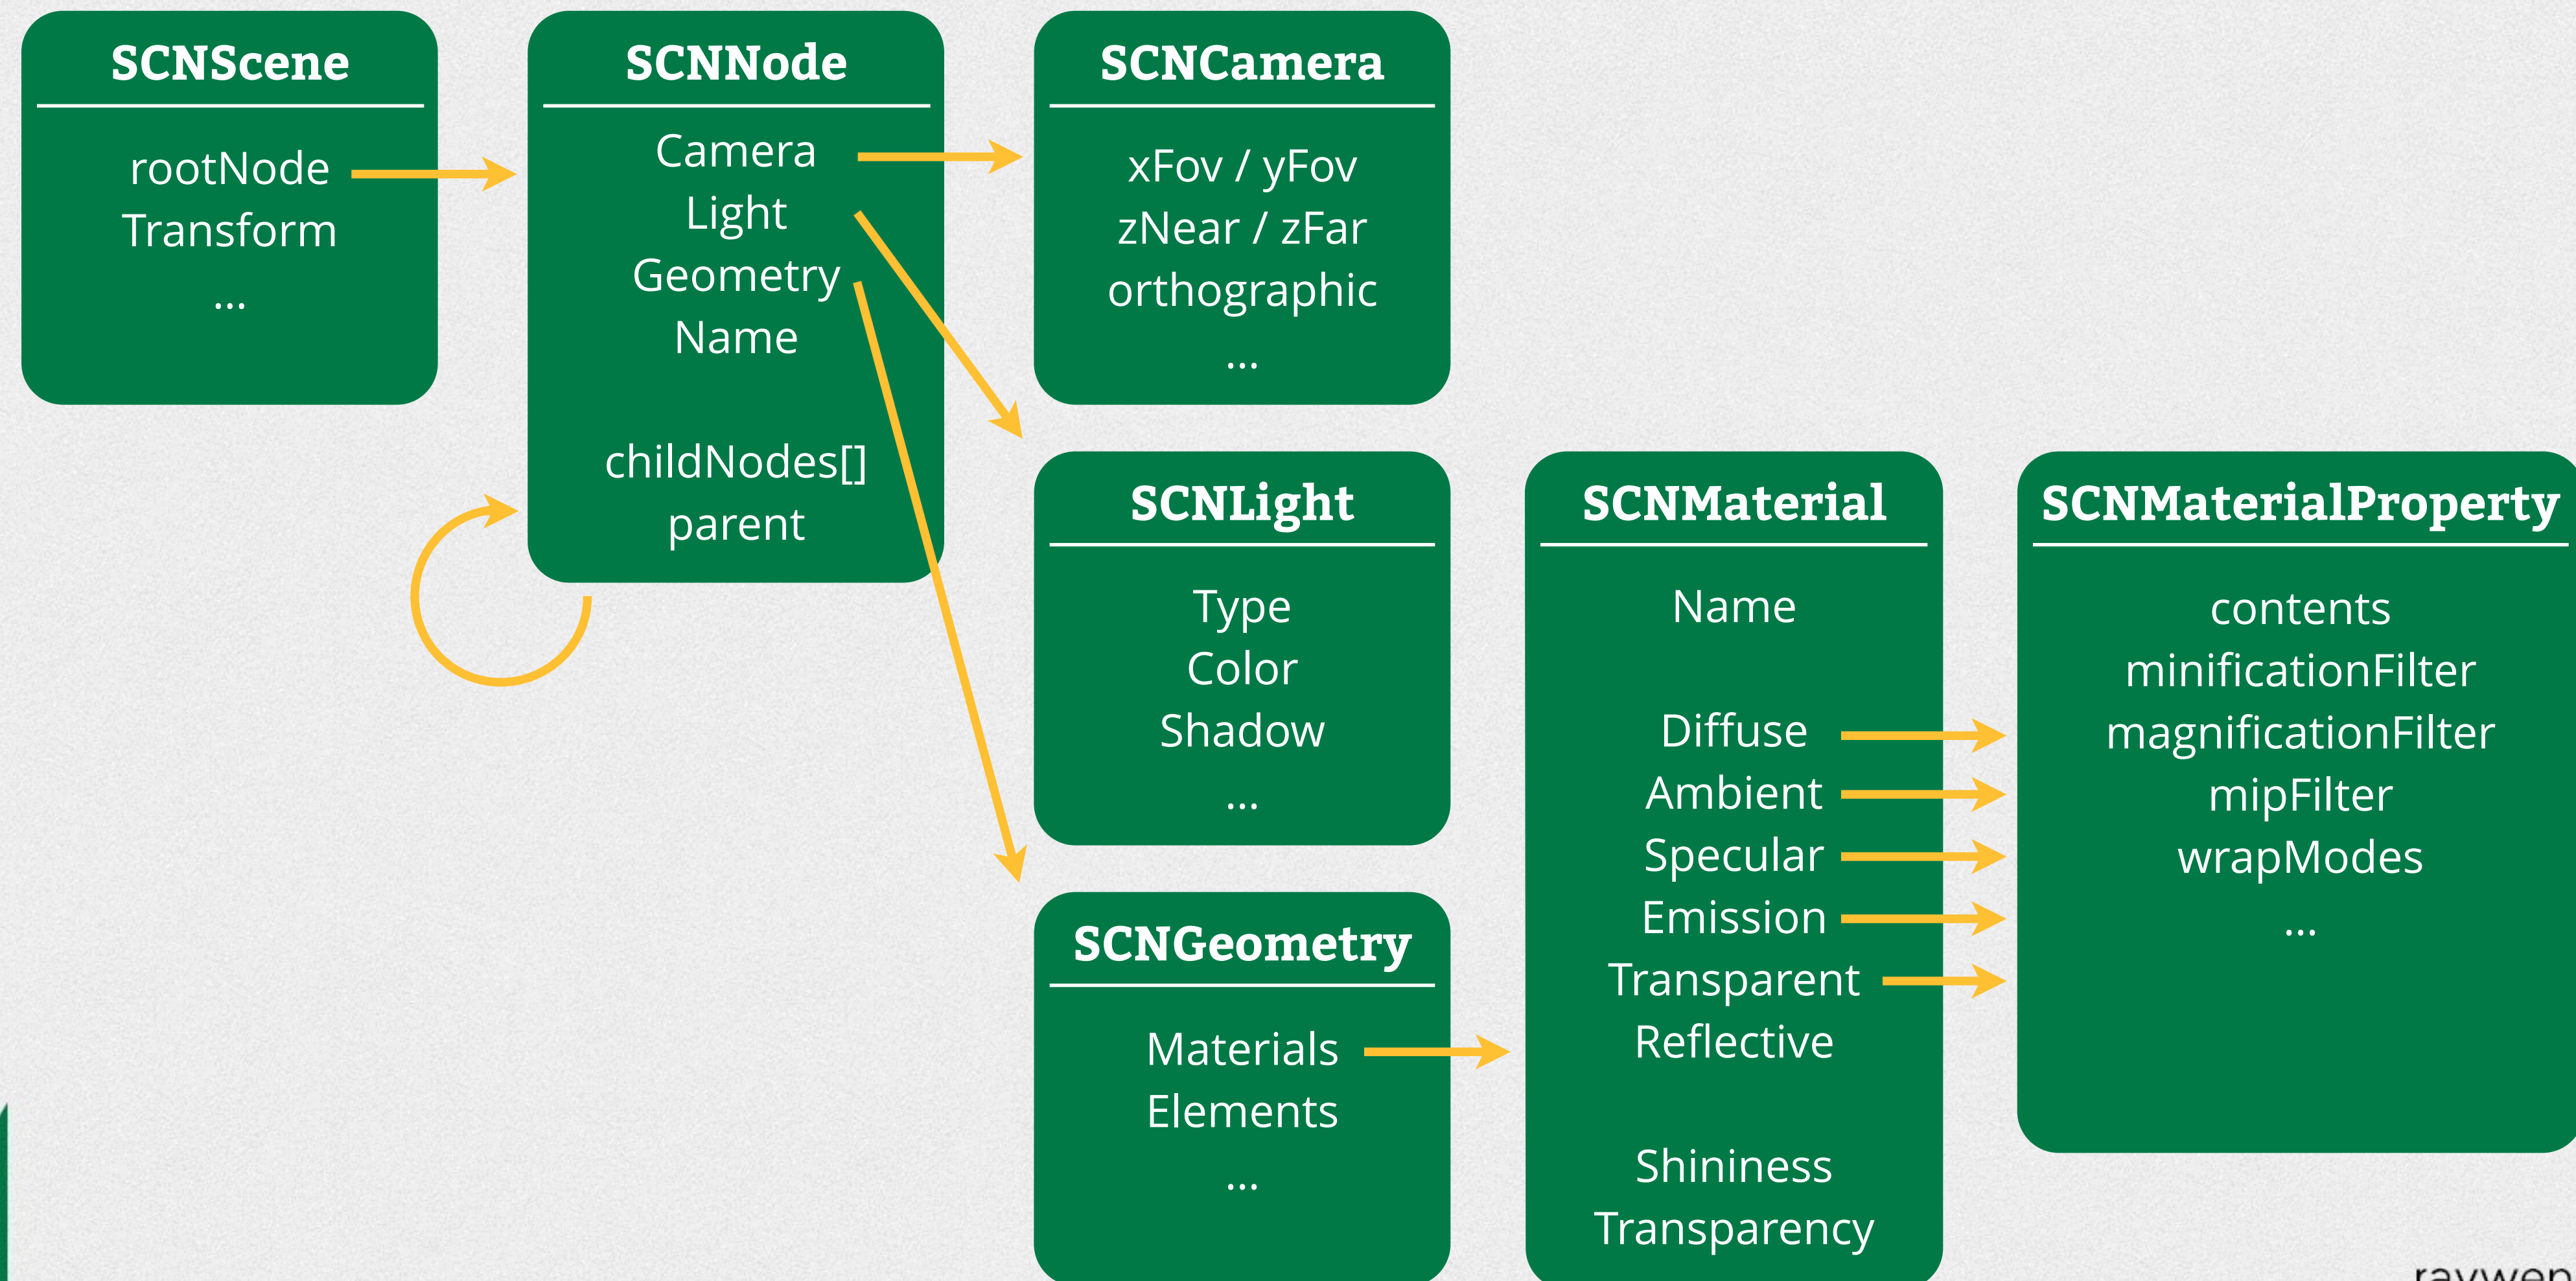 SCNScene
rootNode
Transform
...
SCNNode
Camera
Light
Geometry
Name
childNodes[]
parent
SCNCamera
xFov / yFov
zNear / zFar
orthographic
...
SCNLight
Type
Color
Shadow
...
SCNGeometry
Materials
Elements
...
SCNMaterial
Name
Diffuse
Ambient
Specular
Emission
Transparent
Reflective
Shininess
Transparency
SCNMaterialProperty
contents
minificationFilter
magnificationFilter
mipFilter
wrapModes
...